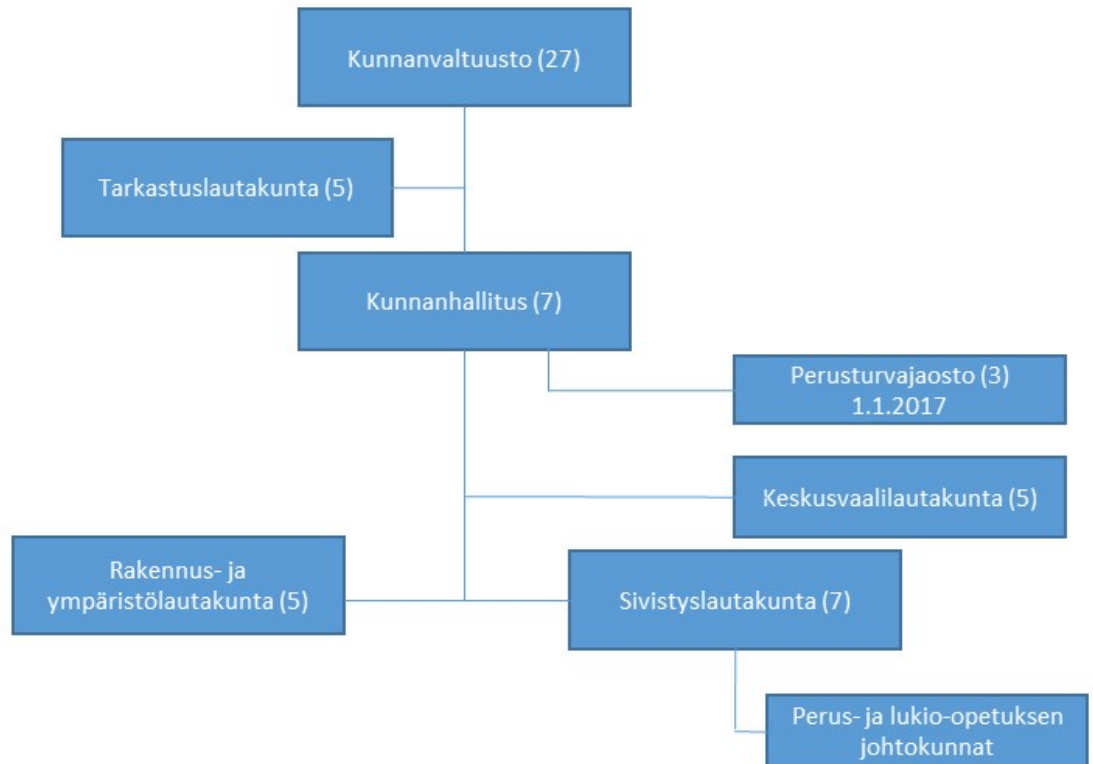 Kunnanvaltuusto (27)
Tarkastuslautakunta (5)
Kunnanhallitus (7)
Perusturvajaosto (3)
1.1.2017
Keskusvaalilautakunta (5)
Rakennus- ja
ympäristölautakunta (5)
Sivistyslautakunta (7)
Perus- ja lukio-opetuksen
johtokunnat